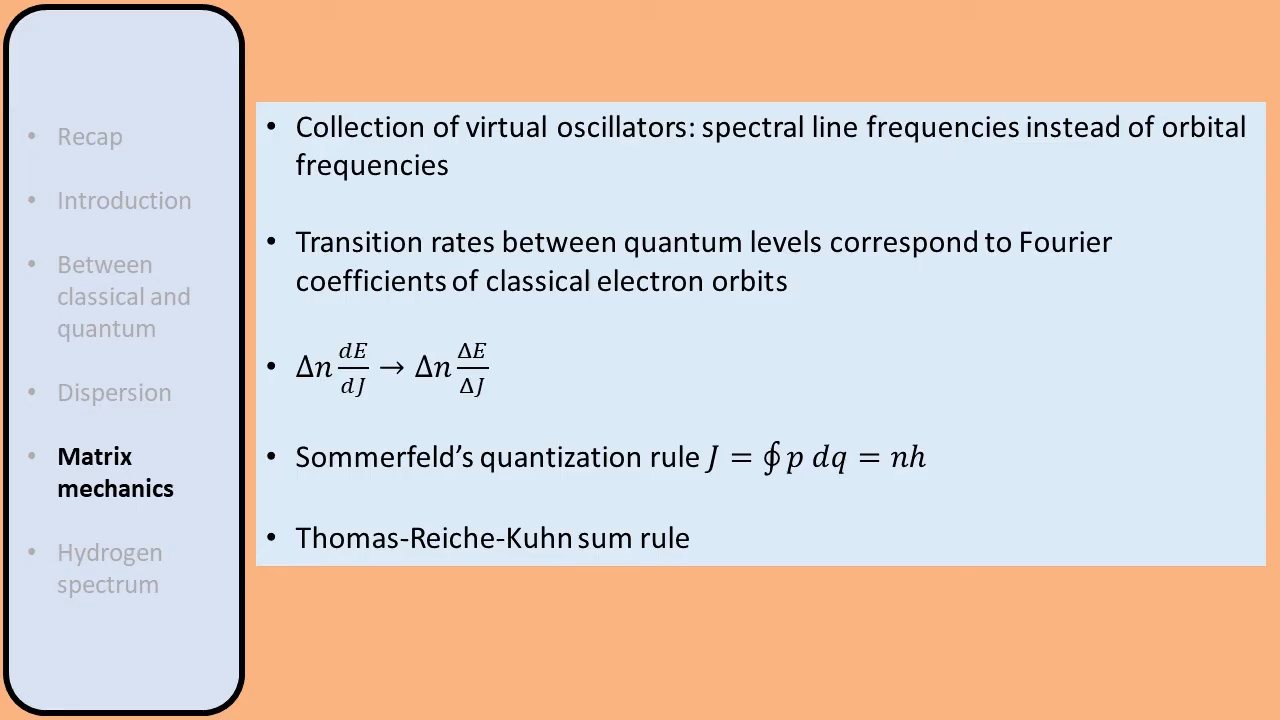 • Recap
• Introduction
• Between
classical and
quantum
• Dispersion
• Matrix
mechanics
• Hydrogen
spectrum
• Collection of virtual oscillators: spectral line frequencies instead of orbital
frequencies
• Transition rates between quantum levels correspond to Fourier
coefficients of classical electron orbits
• Δn dE/dJ → Δn ΔE/ΔJ
• Sommerfeld’s quantization rule J = ∮ p dq = nh
• Thomas-Reiche-Kuhn sum rule